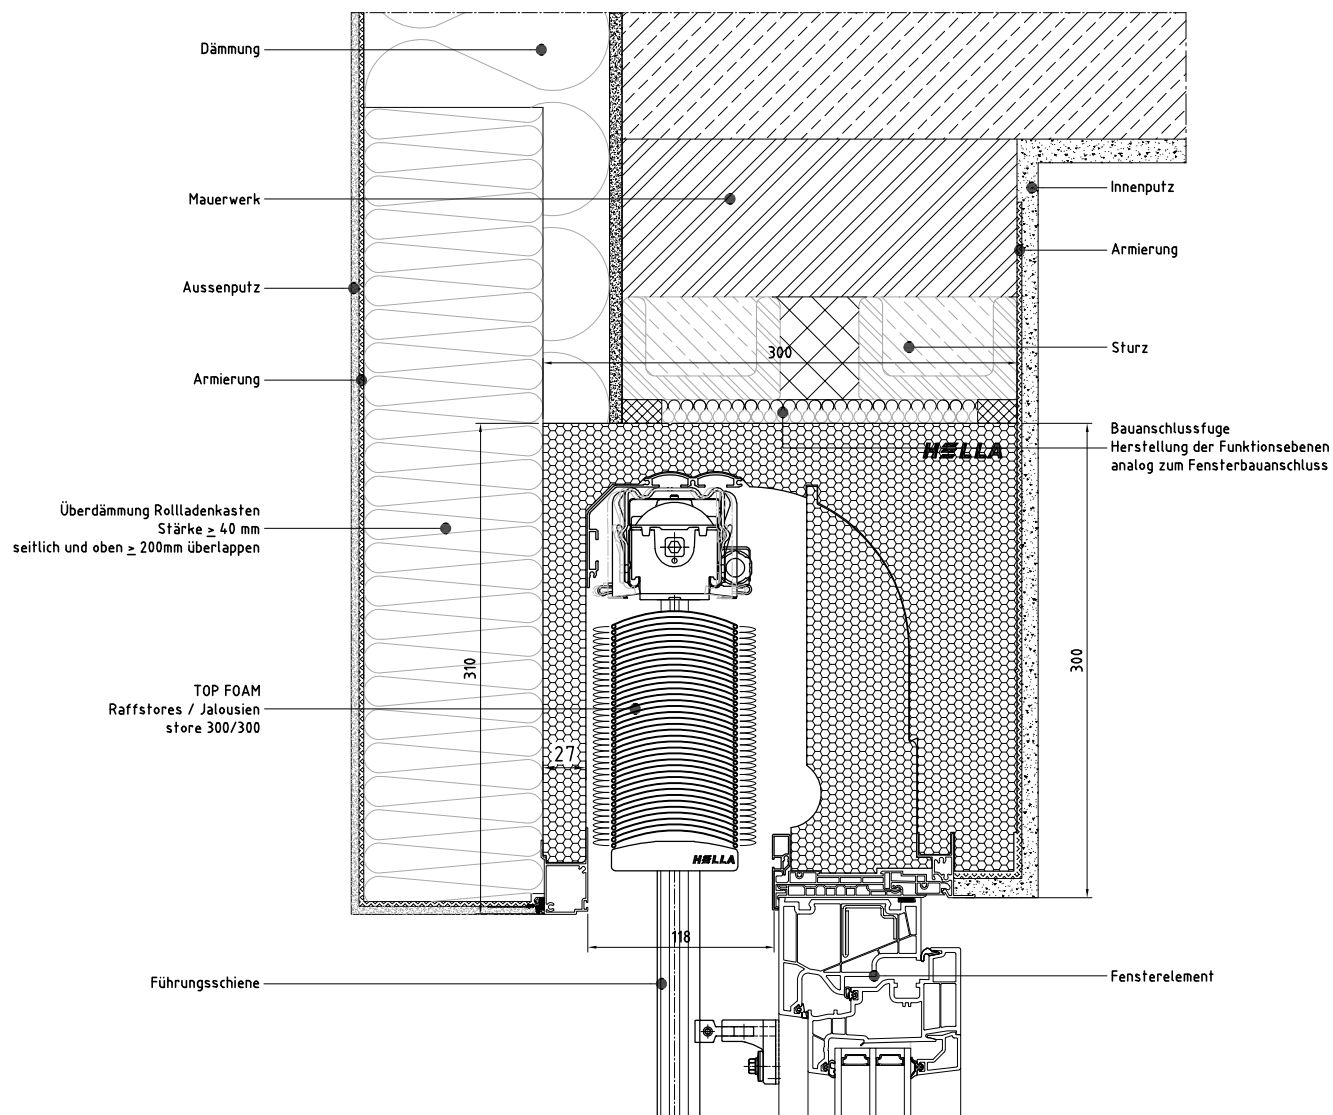 Dämmung
Mauerwerk
Innenputz
Armierung
Aussenputz
Sturz
300
Armierung
Bauanschlussfuge
Herstellung der Funktionsebenen
analog zum Fensterbauanschluss
HELLA
Überdämmung Rollladenkasten
Stärke ≥ 40 mm
seitlich und oben ≥ 200mm überlappen
310
300
TOP FOAM
Raffstores / Jalousien
store 300/300
27
HELLA
118
Führungsschiene
Fensterelement